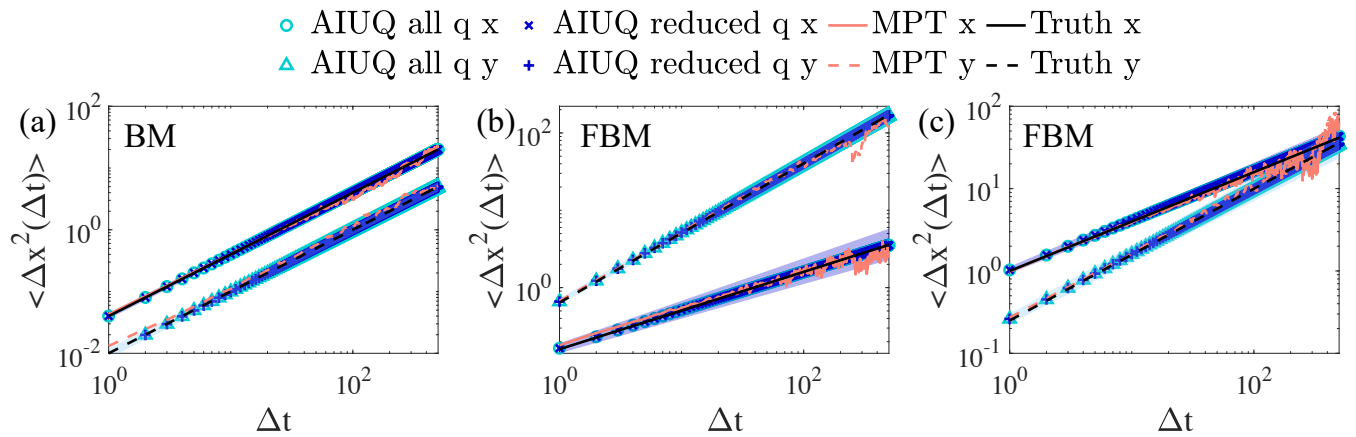 AIUQ all q x AIUQ reduced q x MPT x Truth x
AIUQ all q y AIUQ reduced q y MPT y Truth y
(a) BM
10^2
10^0
10^-2
<Δx^2(Δt)>
10^0 10^2
Δt
(b) FBM
10^2
10^0
<Δx^2(Δt)>
10^0 10^2
Δt
(c) FBM
10^2
10^1
10^0
10^-1
<Δx^2(Δt)>
10^0 10^2
Δt